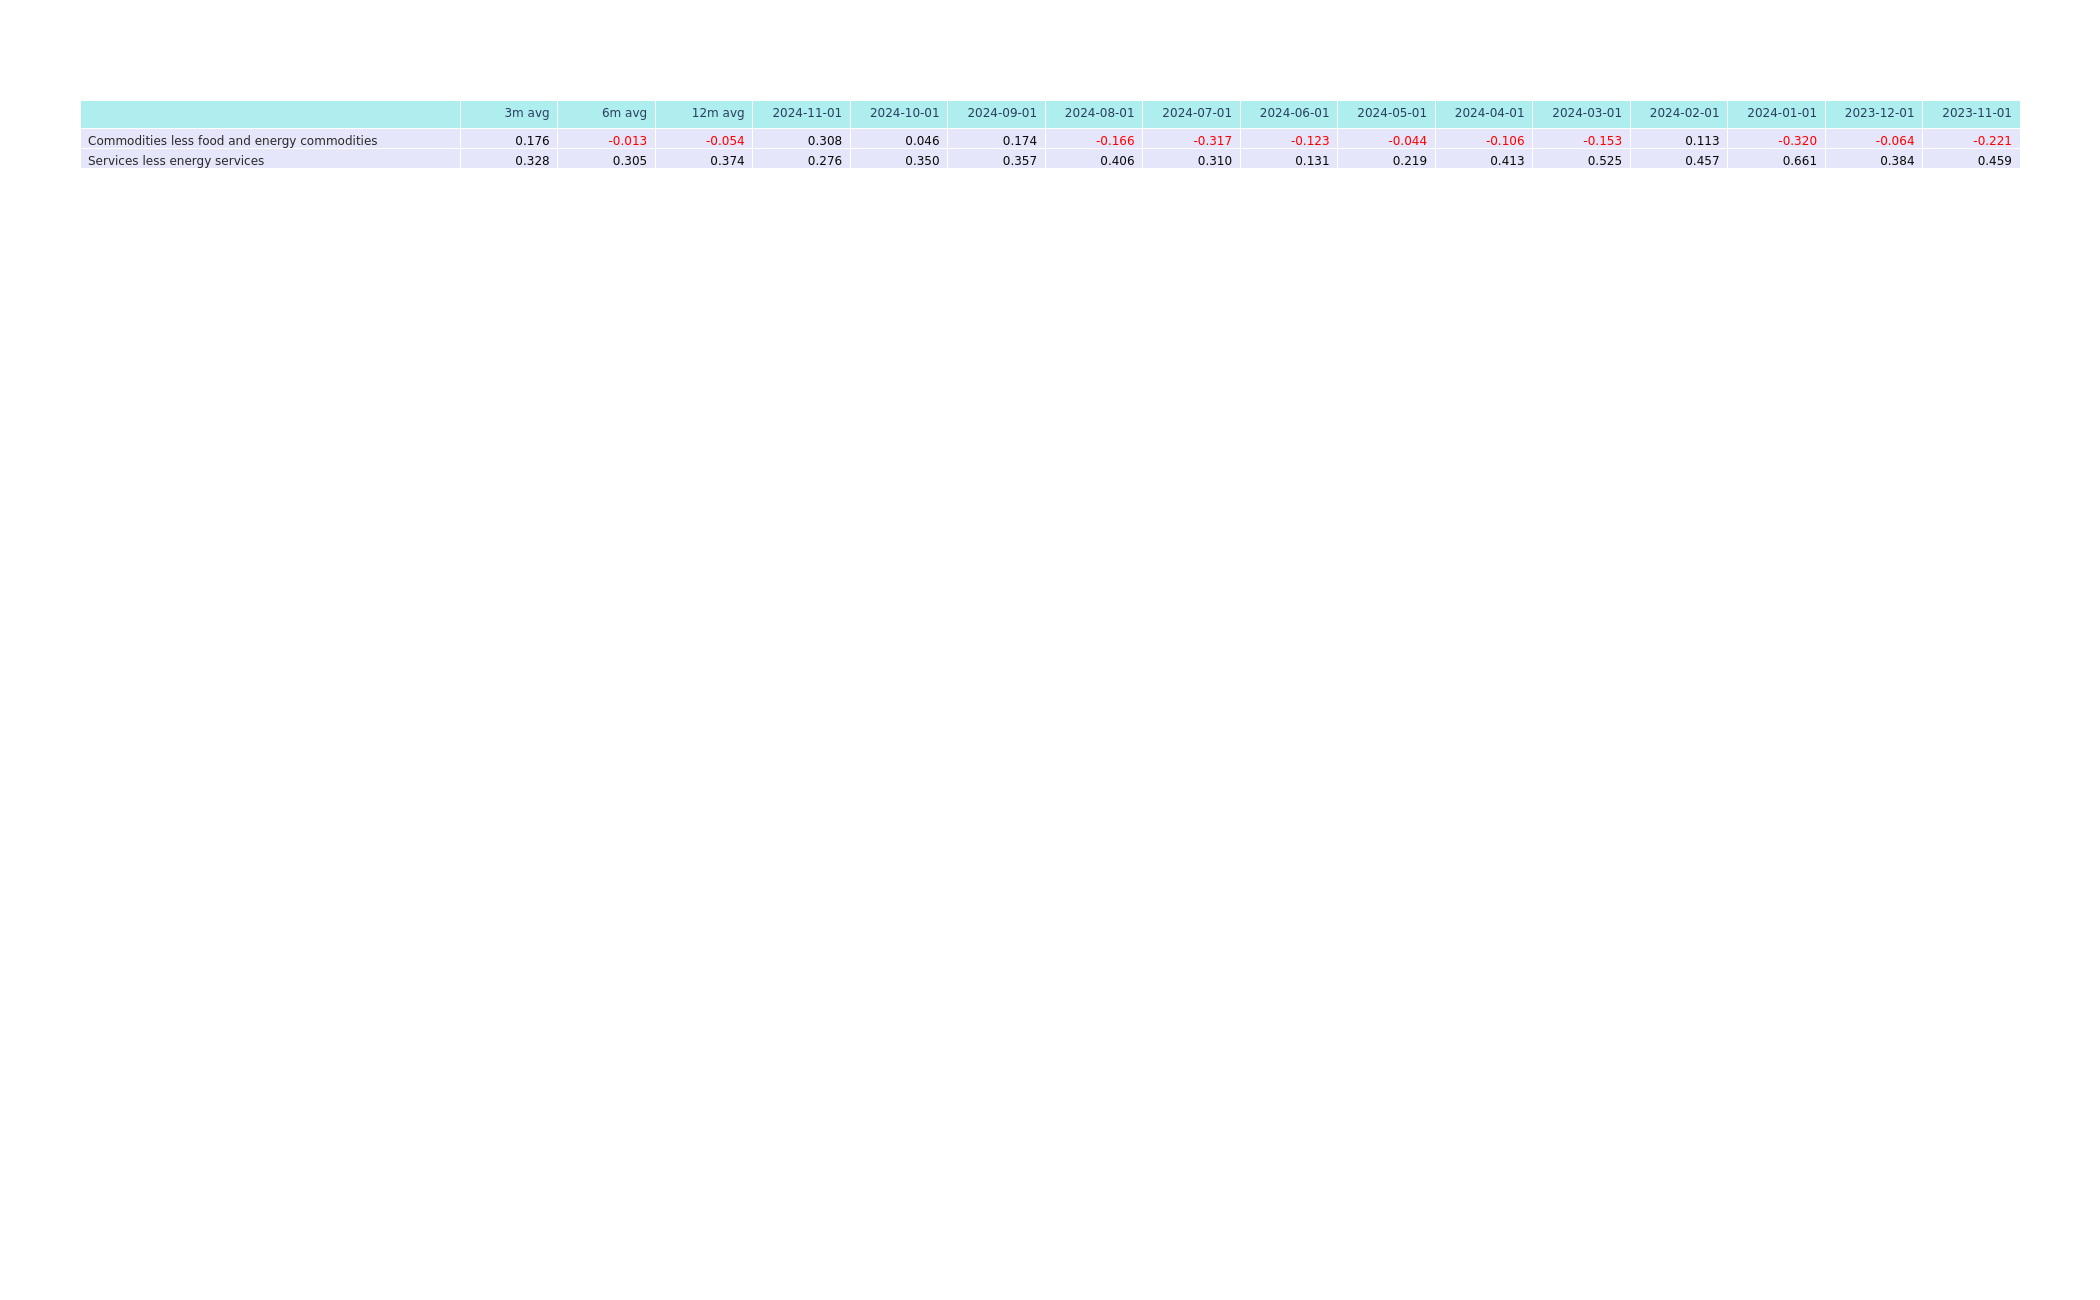 3m avg 6m avg 12m avg 2024-11-01 2024-10-01 2024-09-01 2024-08-01 2024-07-01 2024-06-01 2024-05-01 2024-04-01 2024-03-01 2024-02-01 2024-01-01 2023-12-01 2023-11-01
Commodities less food and energy commodities 0.176 -0.013 -0.054 0.308 0.046 0.174 -0.166 -0.317 -0.123 -0.044 -0.106 -0.153 0.113 -0.320 -0.064 -0.221
Services less energy services 0.328 0.305 0.374 0.276 0.350 0.357 0.406 0.310 0.131 0.219 0.413 0.525 0.457 0.661 0.384 0.459